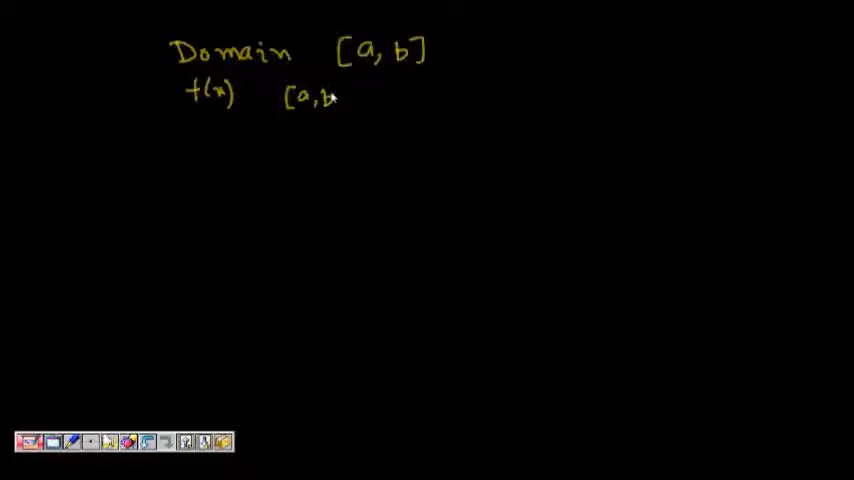 Domain [a, b]
f(x) [a, b